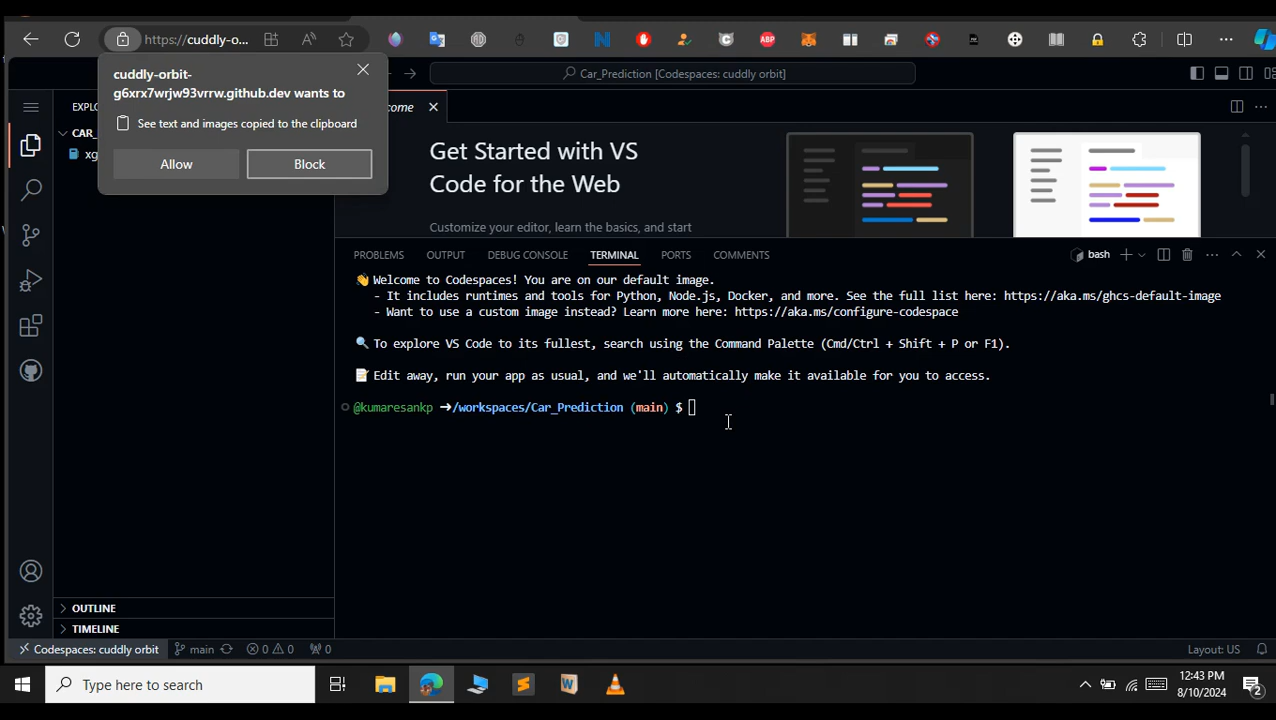 https://cuddly-o...
cuddly-orbit-
g6xrx7wrjw93vrrw.github.dev wants to
See text and images copied to the clipboard
Allow
Block
Car_Prediction [Codespaces: cuddly orbit]
EXPLO
CAR_
xg
ome
Get Started with VS
Code for the Web
Customize your editor, learn the basics, and start
PROBLEMS
OUTPUT
DEBUG CONSOLE
TERMINAL
PORTS
COMMENTS
bash
👋 Welcome to Codespaces! You are on our default image.
- It includes runtimes and tools for Python, Node.js, Docker, and more. See the full list here: https://aka.ms/ghcs-default-image
- Want to use a custom image instead? Learn more here: https://aka.ms/configure-codespace
🔍 To explore VS Code to its fullest, search using the Command Palette (Cmd/Ctrl + Shift + P or F1).
📝 Edit away, run your app as usual, and we'll automatically make it available for you to access.
@kumaresankp ➜/workspaces/Car_Prediction (main) $
OUTLINE
TIMELINE
Codespaces: cuddly orbit
main
0
0
0
Layout: US
Type here to search
12:43 PM
8/10/2024
2
ABP